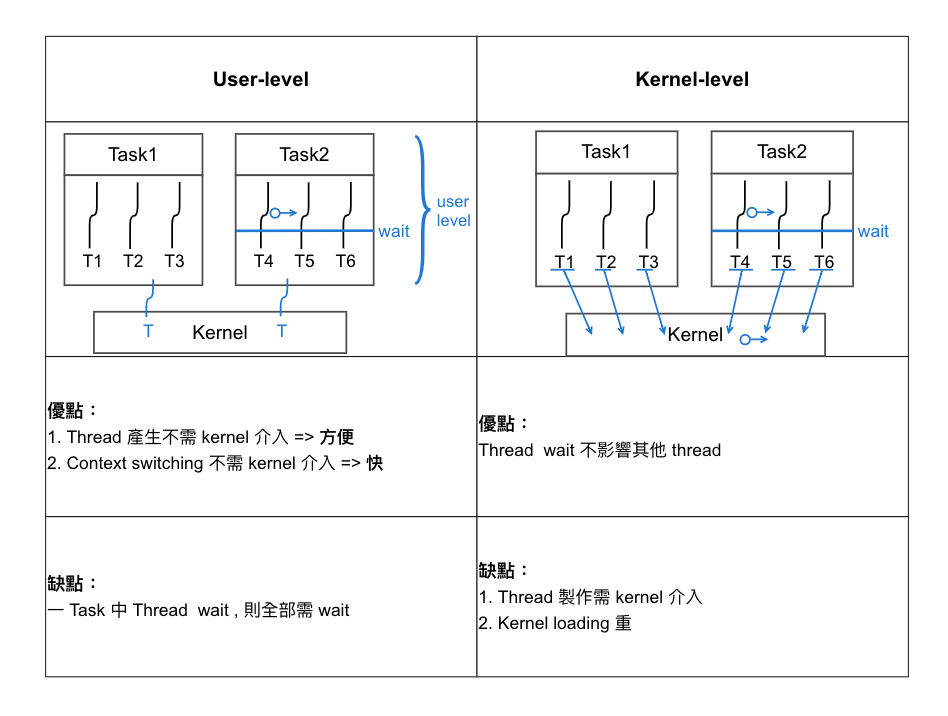 User-level
Kernel-level
Task1
Task2
T1 T2 T3
T4 T5 T6
wait
user
level
T Kernel T
Task1
Task2
T1 T2 T3
T4 T5 T6
wait
Kernel
優點：
1. Thread 產生不需 kernel 介入 => 方便
2. Context switching 不需 kernel 介入 => 快
優點：
Thread wait 不影響其他 thread
缺點：
一 Task 中 Thread wait , 則全部需 wait
缺點：
1. Thread 製作需 kernel 介入
2. Kernel loading 重